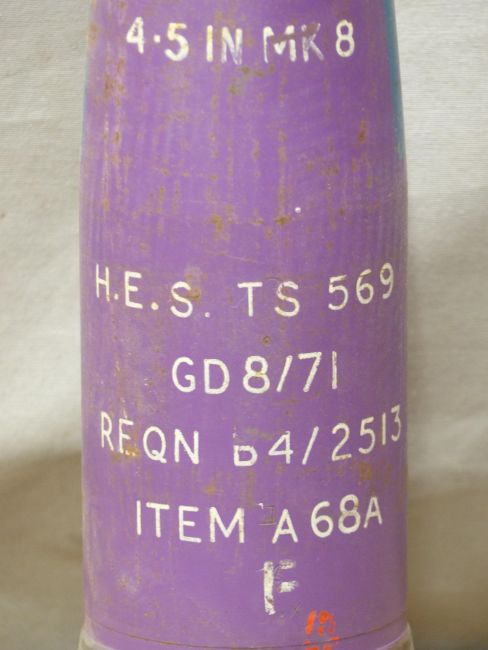 4.5 IN MK 8
H.E.S. TS 569
GD 8/71
REQN B4/2513
ITEM A 68A
F